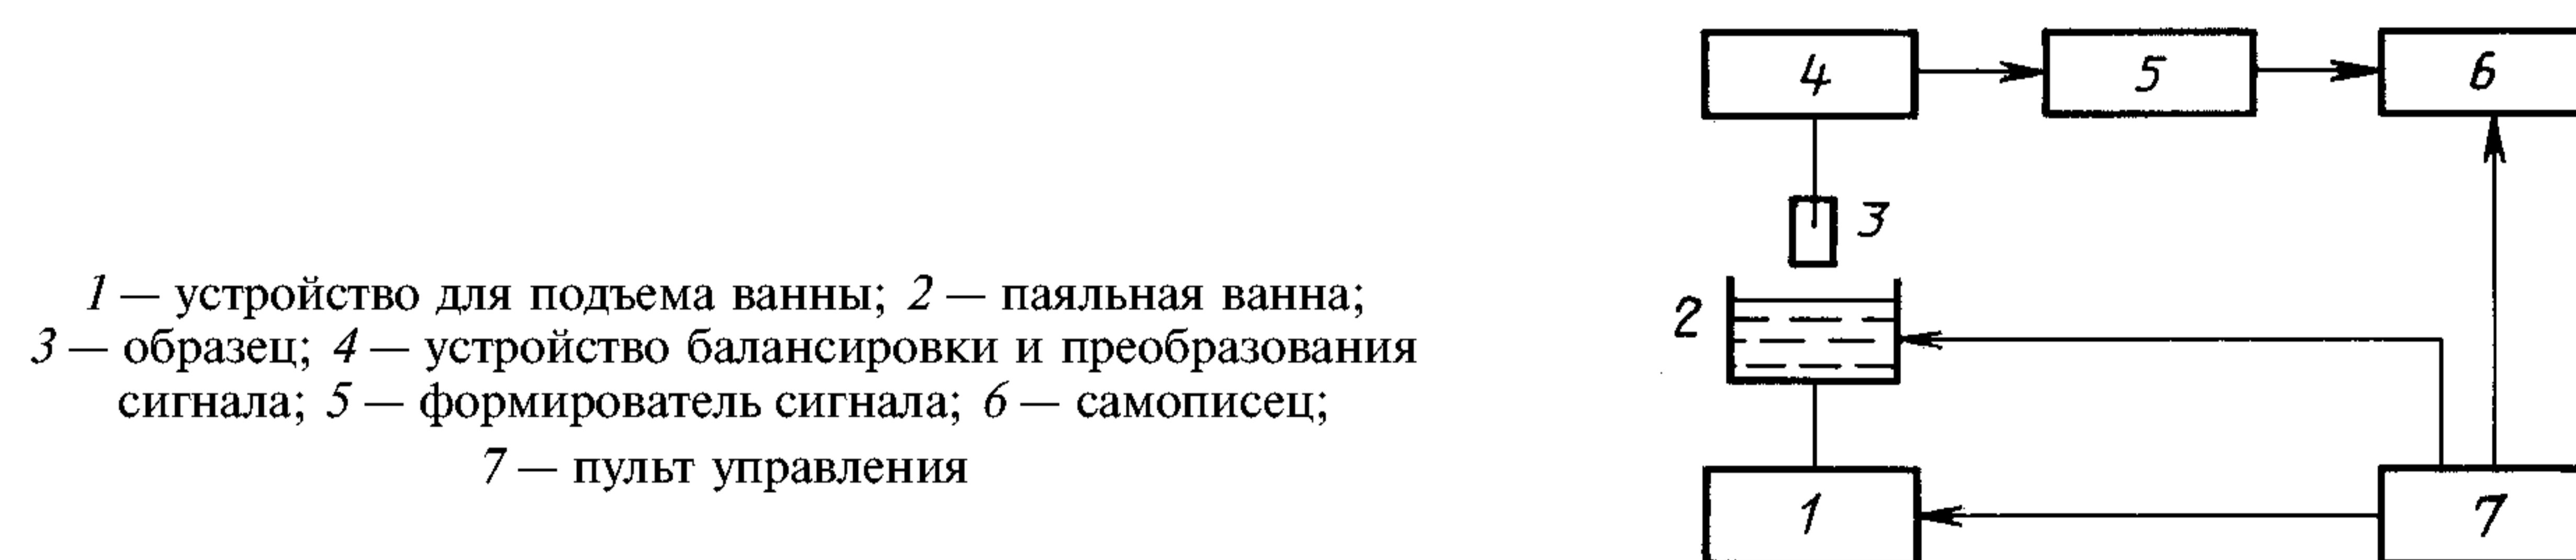 1 — устройство для подъема ванны; 2 — паяльная ванна;
3 — образец; 4 — устройство балансировки и преобразования
сигнала; 5 — формирователь сигнала; 6 — самописец;
7 — пульт управления
4
5
6
3
2
1
7